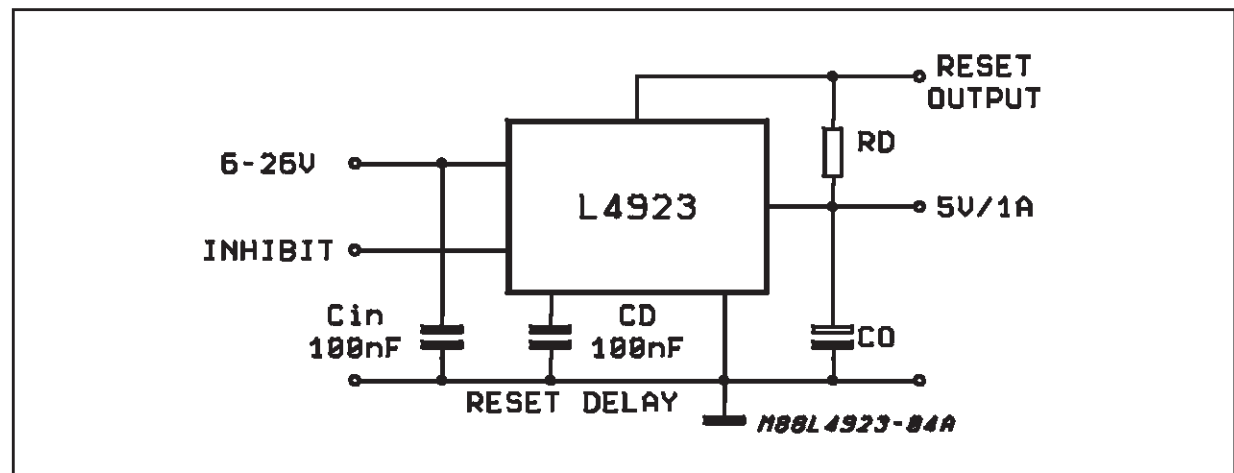 RESET
OUTPUT
RD
6-26V
L4923
5V/1A
INHIBIT
Cin
100nF
CD
100nF
CO
RESET DELAY
M88L4923-04A